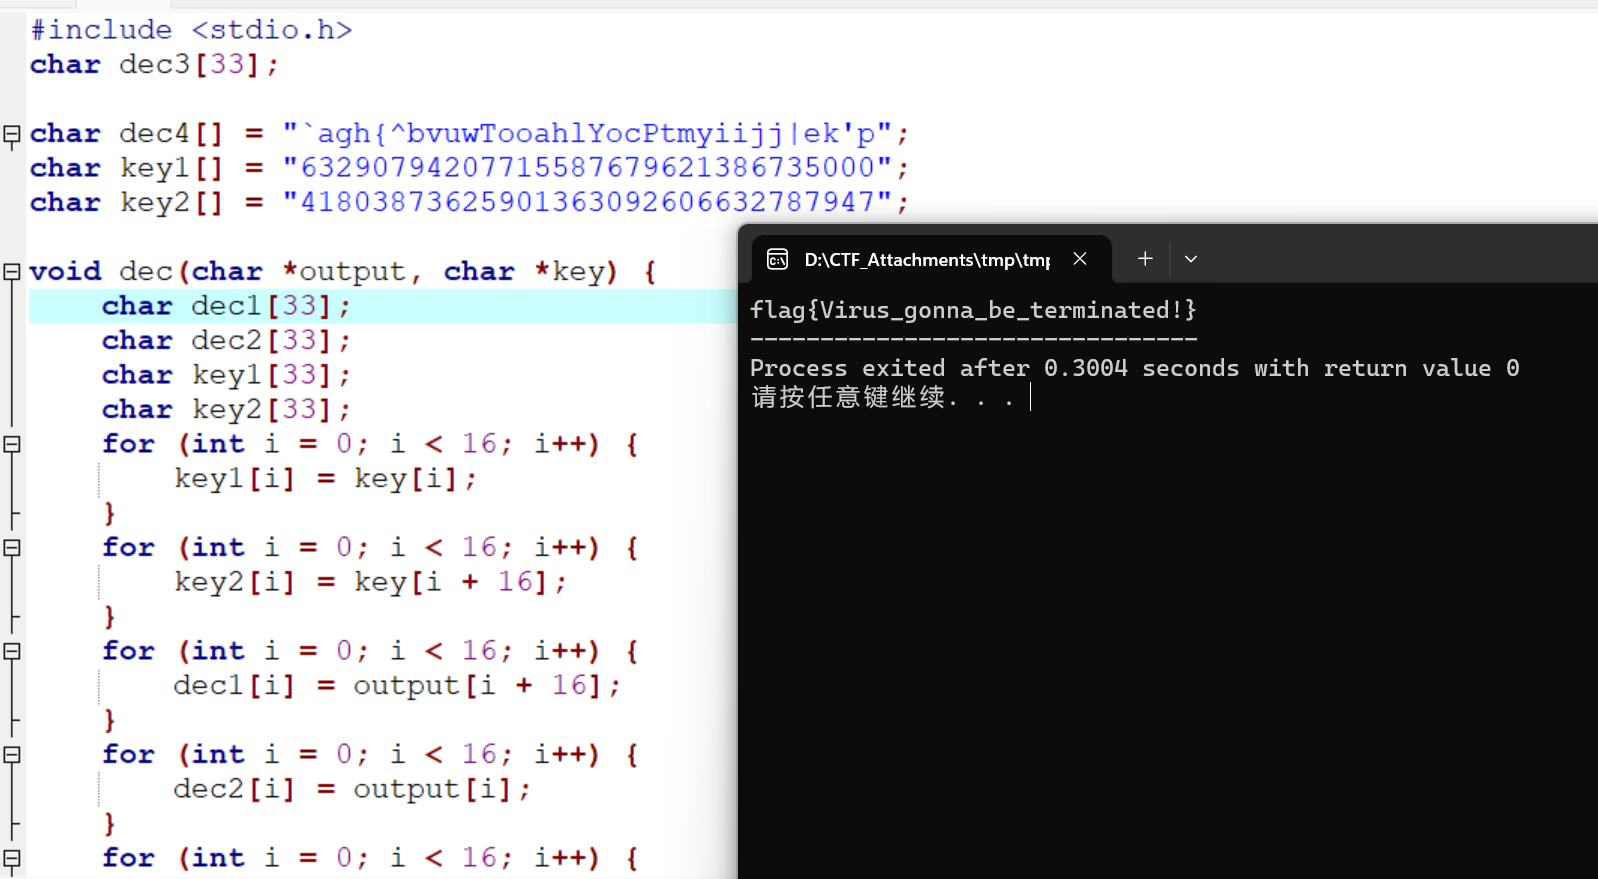 #include <stdio.h>
char dec3[33];
char dec4[] = "`agh{^bvuwTooahlYocPtmyiijj|ek'p";
char key1[] = "63290794207715587679621386735000";
char key2[] = "41803873625901363092606632787947";
void dec(char *output, char *key) {
char dec1[33];
char dec2[33];
char key1[33];
char key2[33];
for (int i = 0; i < 16; i++) {
key1[i] = key[i];
}
for (int i = 0; i < 16; i++) {
key2[i] = key[i + 16];
}
for (int i = 0; i < 16; i++) {
dec1[i] = output[i + 16];
}
for (int i = 0; i < 16; i++) {
dec2[i] = output[i];
}
for (int i = 0; i < 16; i++) {
D:\CTF_Attachments\tmp\tmp
flag{Virus_gonna_be_terminated!}
--------------------------------
Process exited after 0.3004 seconds with return value 0
请按任意键继续. . .